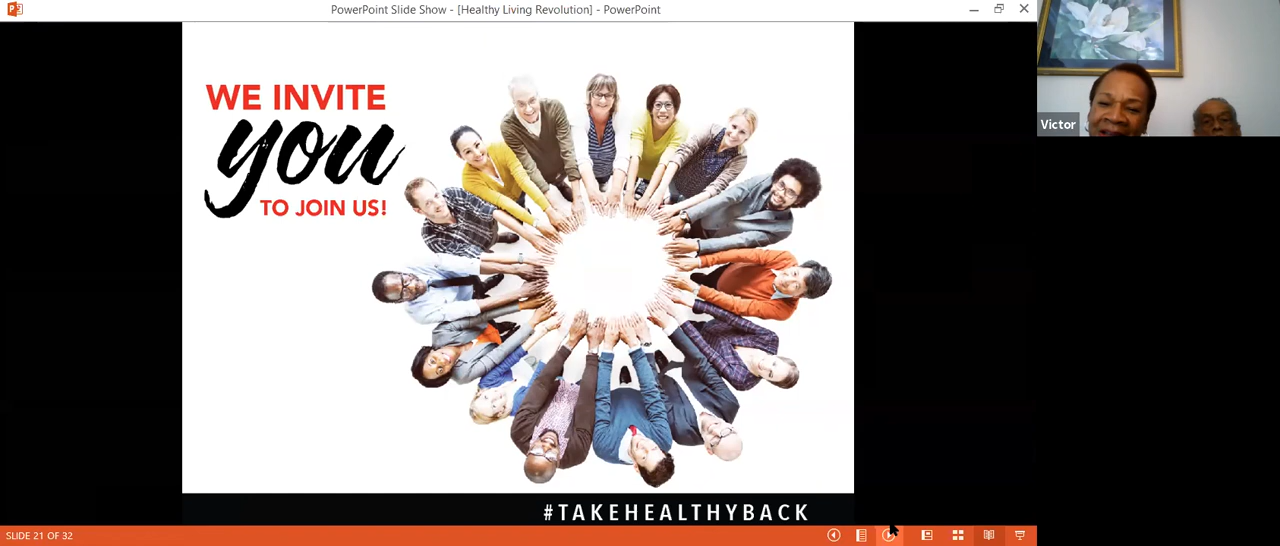 PowerPoint Slide Show - [Healthy Living Revolution] - PowerPoint
WE INVITE
you
TO JOIN US!
Victor
#TAKEHEALTHYBACK
SLIDE 21 OF 32